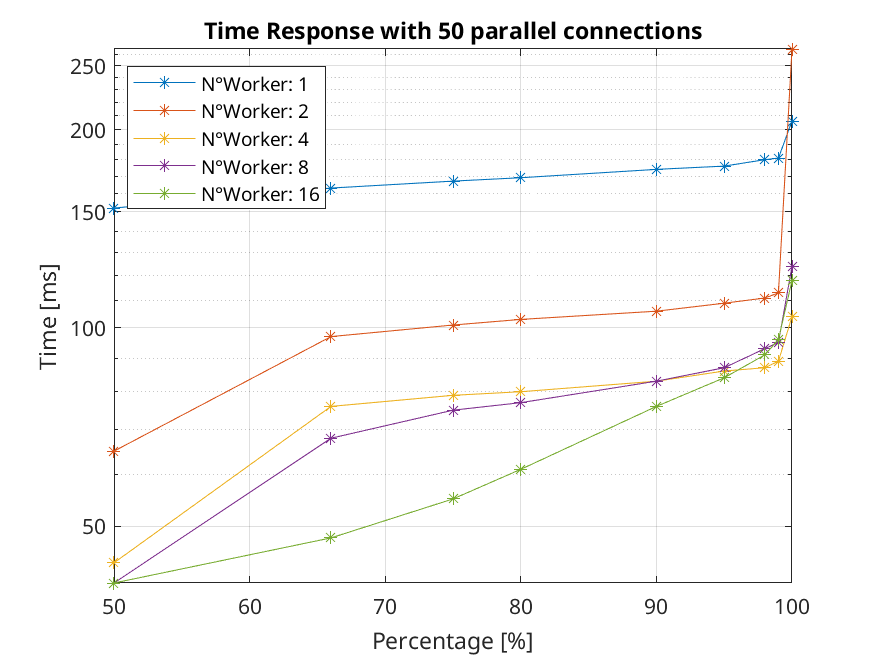 Time Response with 50 parallel connections
250
200
150
100
50
Time [ms]
N°Worker: 1
N°Worker: 2
N°Worker: 4
N°Worker: 8
N°Worker: 16
50 60 70 80 90 100
Percentage [%]